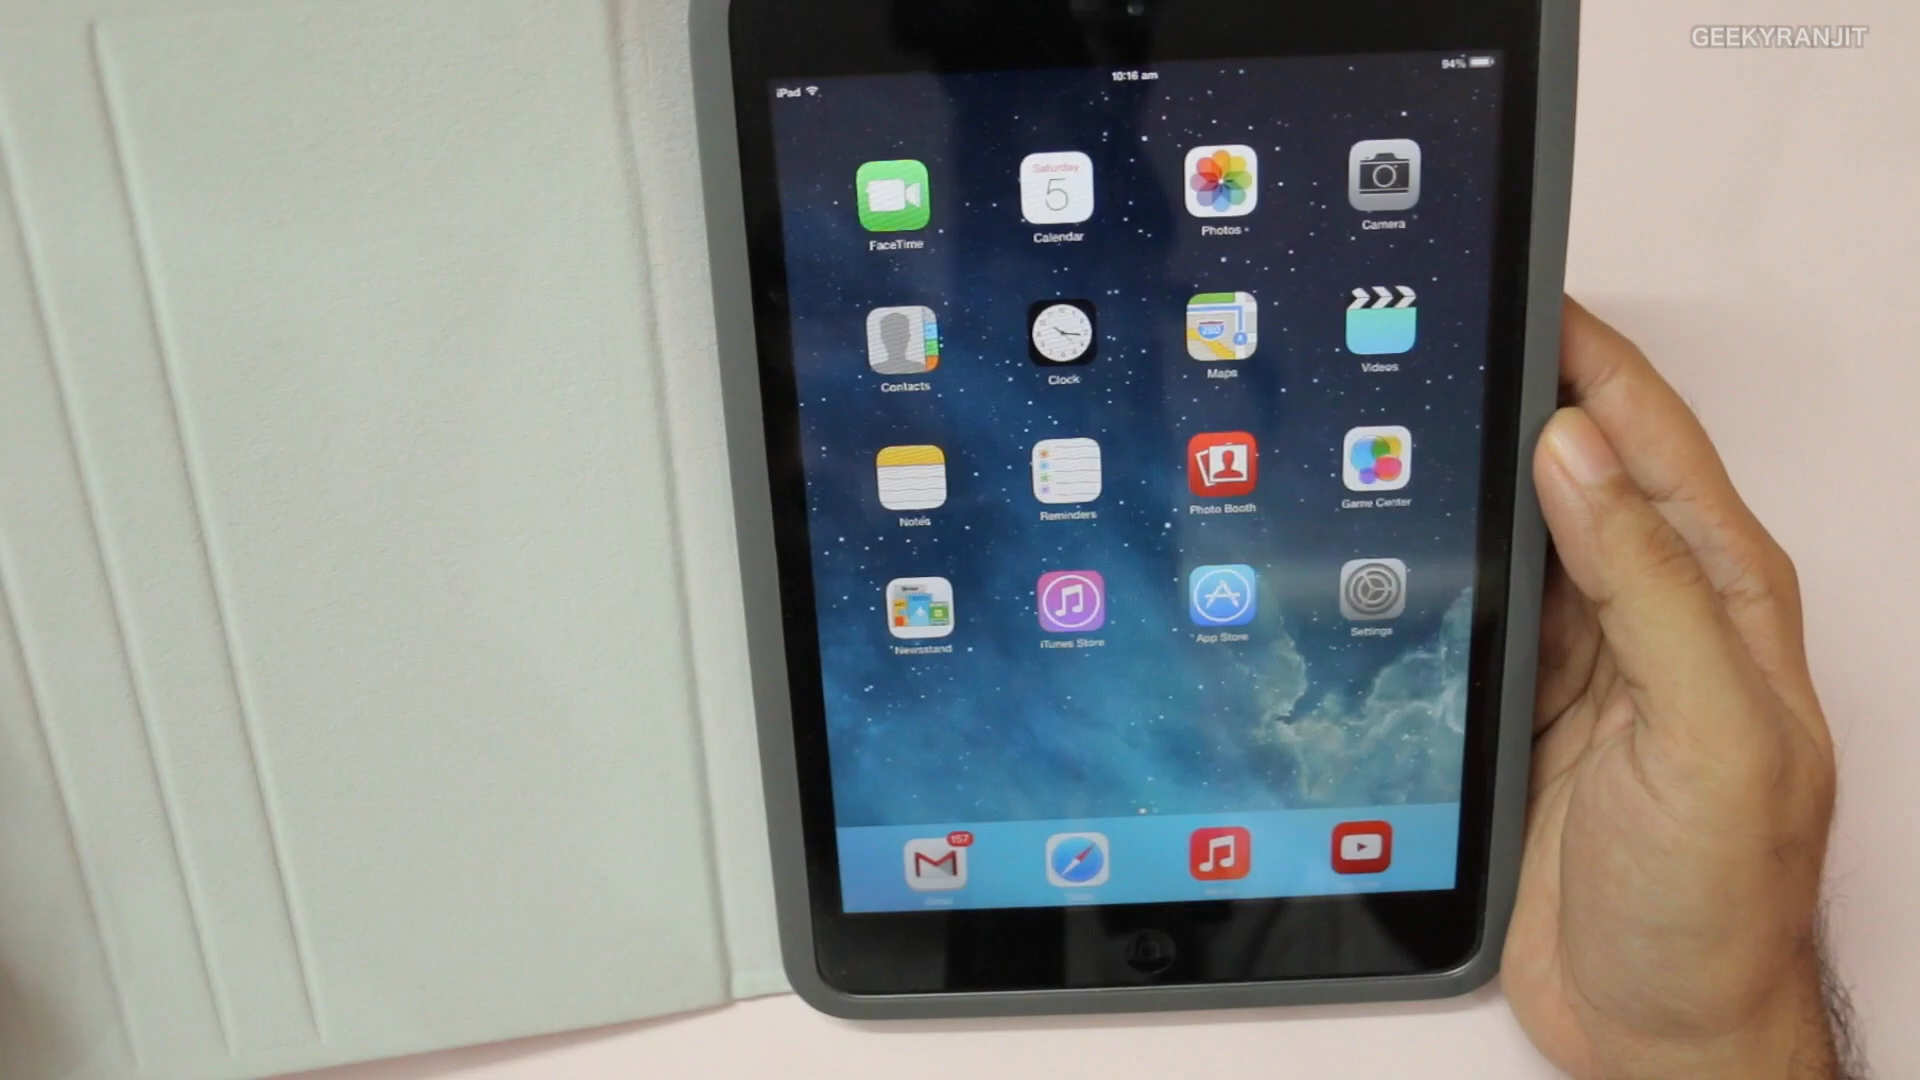 GEEKYRANJIT
iPad 10:16 am 94%
Saturday
5
FaceTime Calendar Photos Camera
280
Contacts Clock Maps Videos
Notes Reminders Photo Booth Game Center
Newsstand iTunes Store App Store Settings
157